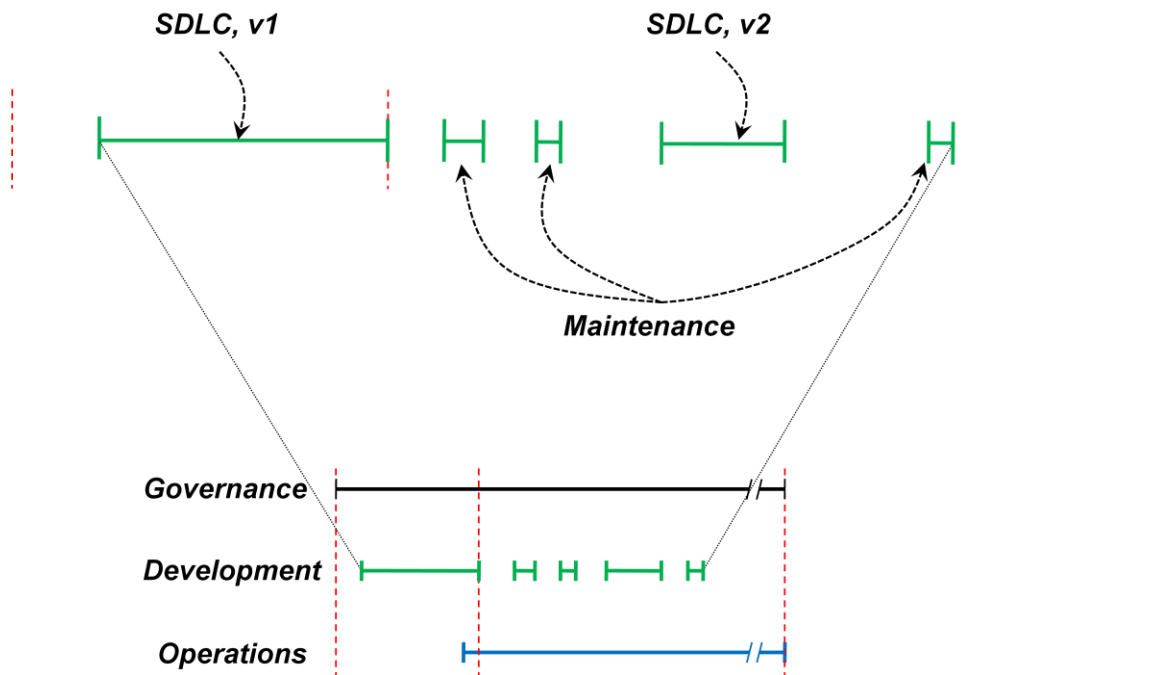 SDLC, v1
SDLC, v2
Maintenance
Governance
Development
Operations